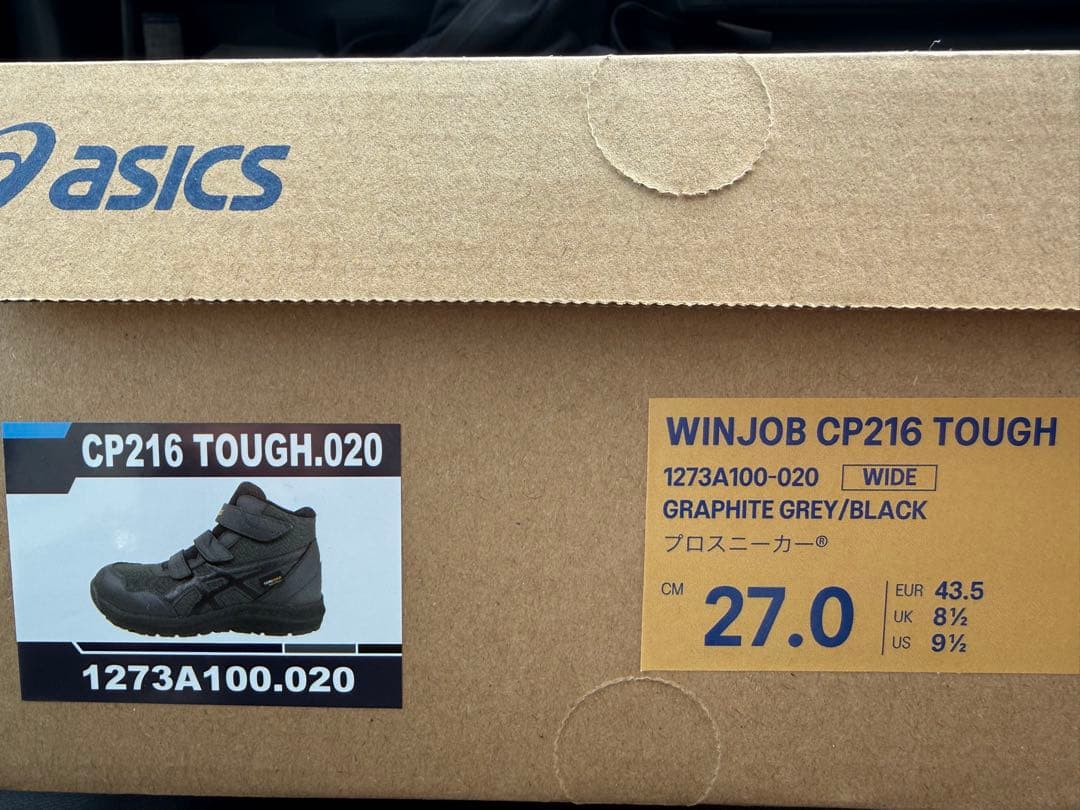 asics
CP216 TOUGH.020
1273A100.020
WINJOB CP216 TOUGH
1273A100-020 WIDE
GRAPHITE GREY/BLACK
プロスニーカー®
CM 27.0
EUR 43.5
UK 8½
US 9½